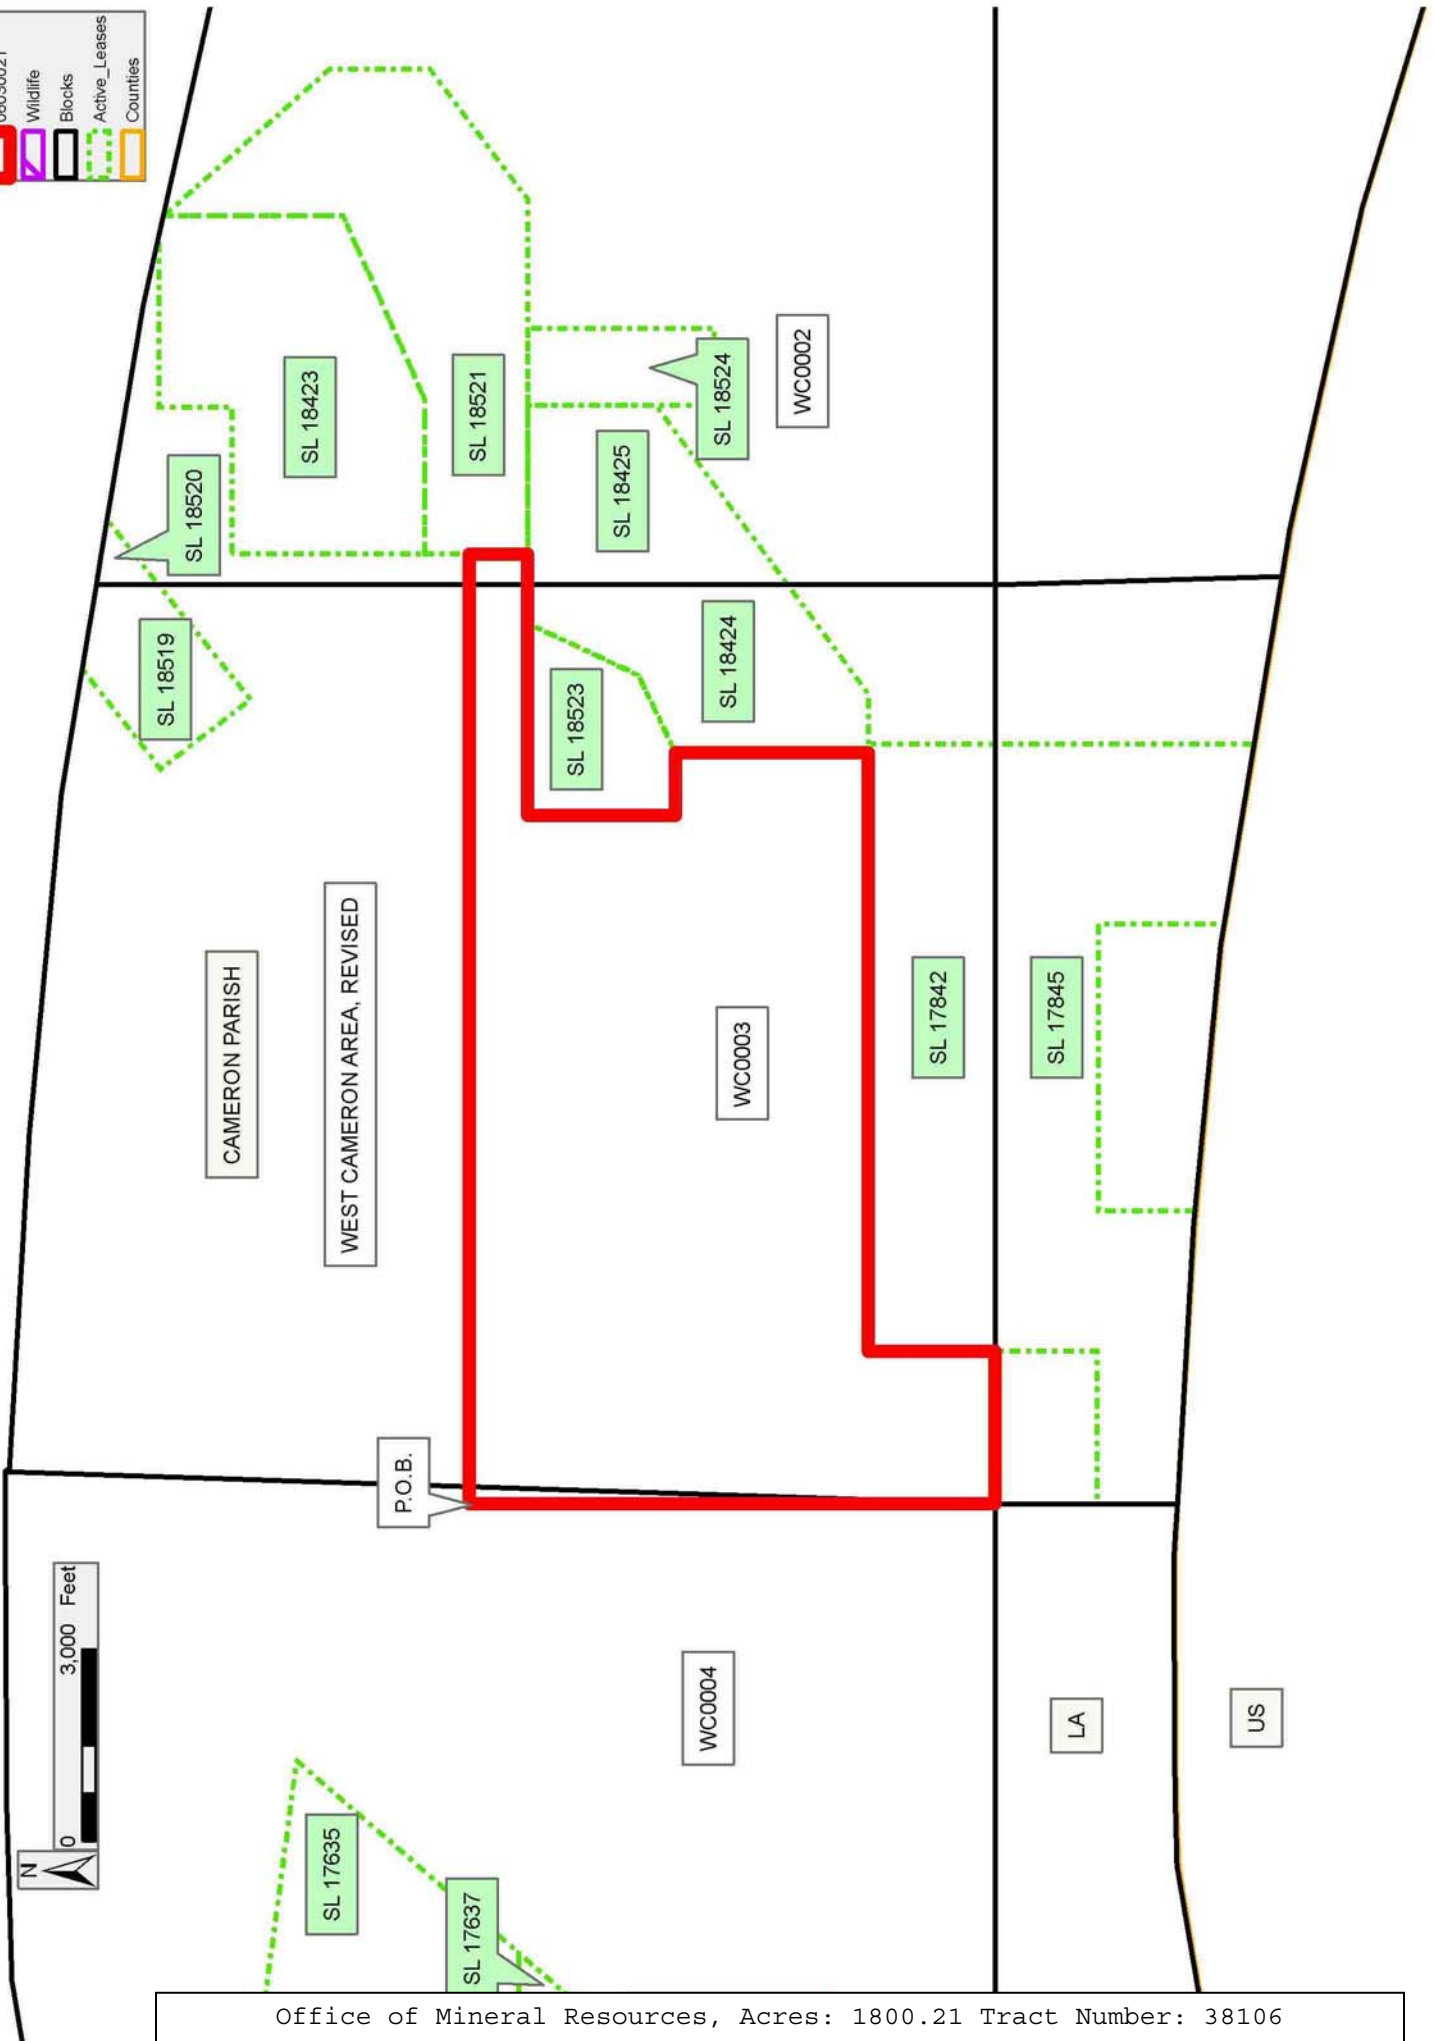 Wildlife
Blocks
Active_Leases
Counties
N
0 3,000 Feet
SL 18520
SL 18519
SL 18423
SL 18521
CAMERON PARISH
WEST CAMERON AREA, REVISED
P.O.B.
SL 17635
SL 17637
SL 18523
SL 18425
SL 18524
WC0002
SL 18424
WC0003
WC0004
SL 17842
SL 17845
LA
US
Office of Mineral Resources, Acres: 1800.21 Tract Number: 38106